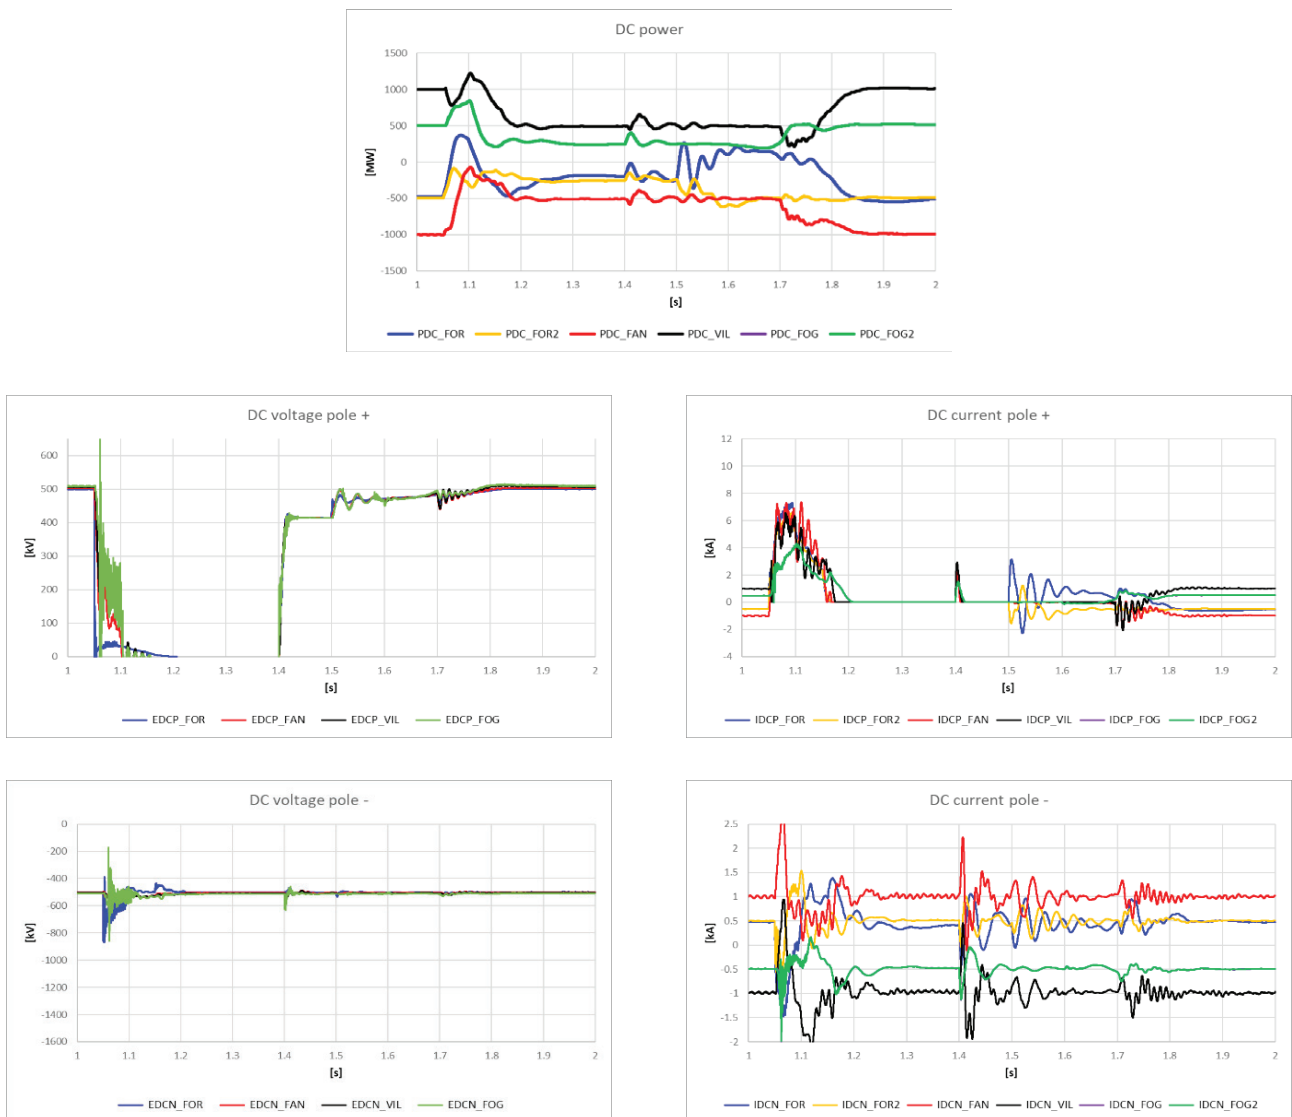 DC power
1500
1000
500
0
-500
-1000
-1500
[MW]
1 1.1 1.2 1.3 1.4 1.5 1.6 1.7 1.8 1.9 2
[s]
PDC_FOR PDC_FOR2 PDC_FAN PDC_VIL PDC_FOG PDC_FOG2
DC voltage pole +
600
500
400
300
200
100
0
[kV]
1 1.1 1.2 1.3 1.4 1.5 1.6 1.7 1.8 1.9 2
[s]
EDCP_FOR EDCP_FAN EDCP_VIL EDCP_FOG
DC current pole +
12
10
8
6
4
2
0
-2
-4
[kA]
1 1.1 1.2 1.3 1.4 1.5 1.6 1.7 1.8 1.9 2
[s]
IDCP_FOR IDCP_FOR2 IDCP_FAN IDCP_VIL IDCP_FOG IDCP_FOG2
DC voltage pole -
0
-200
-400
-600
-800
-1000
-1200
-1400
-1600
[kV]
1 1.1 1.2 1.3 1.4 1.5 1.6 1.7 1.8 1.9 2
[s]
EDCN_FOR EDCN_FAN EDCN_VIL EDCN_FOG
DC current pole -
2.5
2
1.5
1
0.5
0
-0.5
-1
-1.5
-2
[kA]
1 1.1 1.2 1.3 1.4 1.5 1.6 1.7 1.8 1.9 2
[s]
IDCN_FOR IDCN_FOR2 IDCN_FAN IDCN_VIL IDCN_FOG IDCN_FOG2